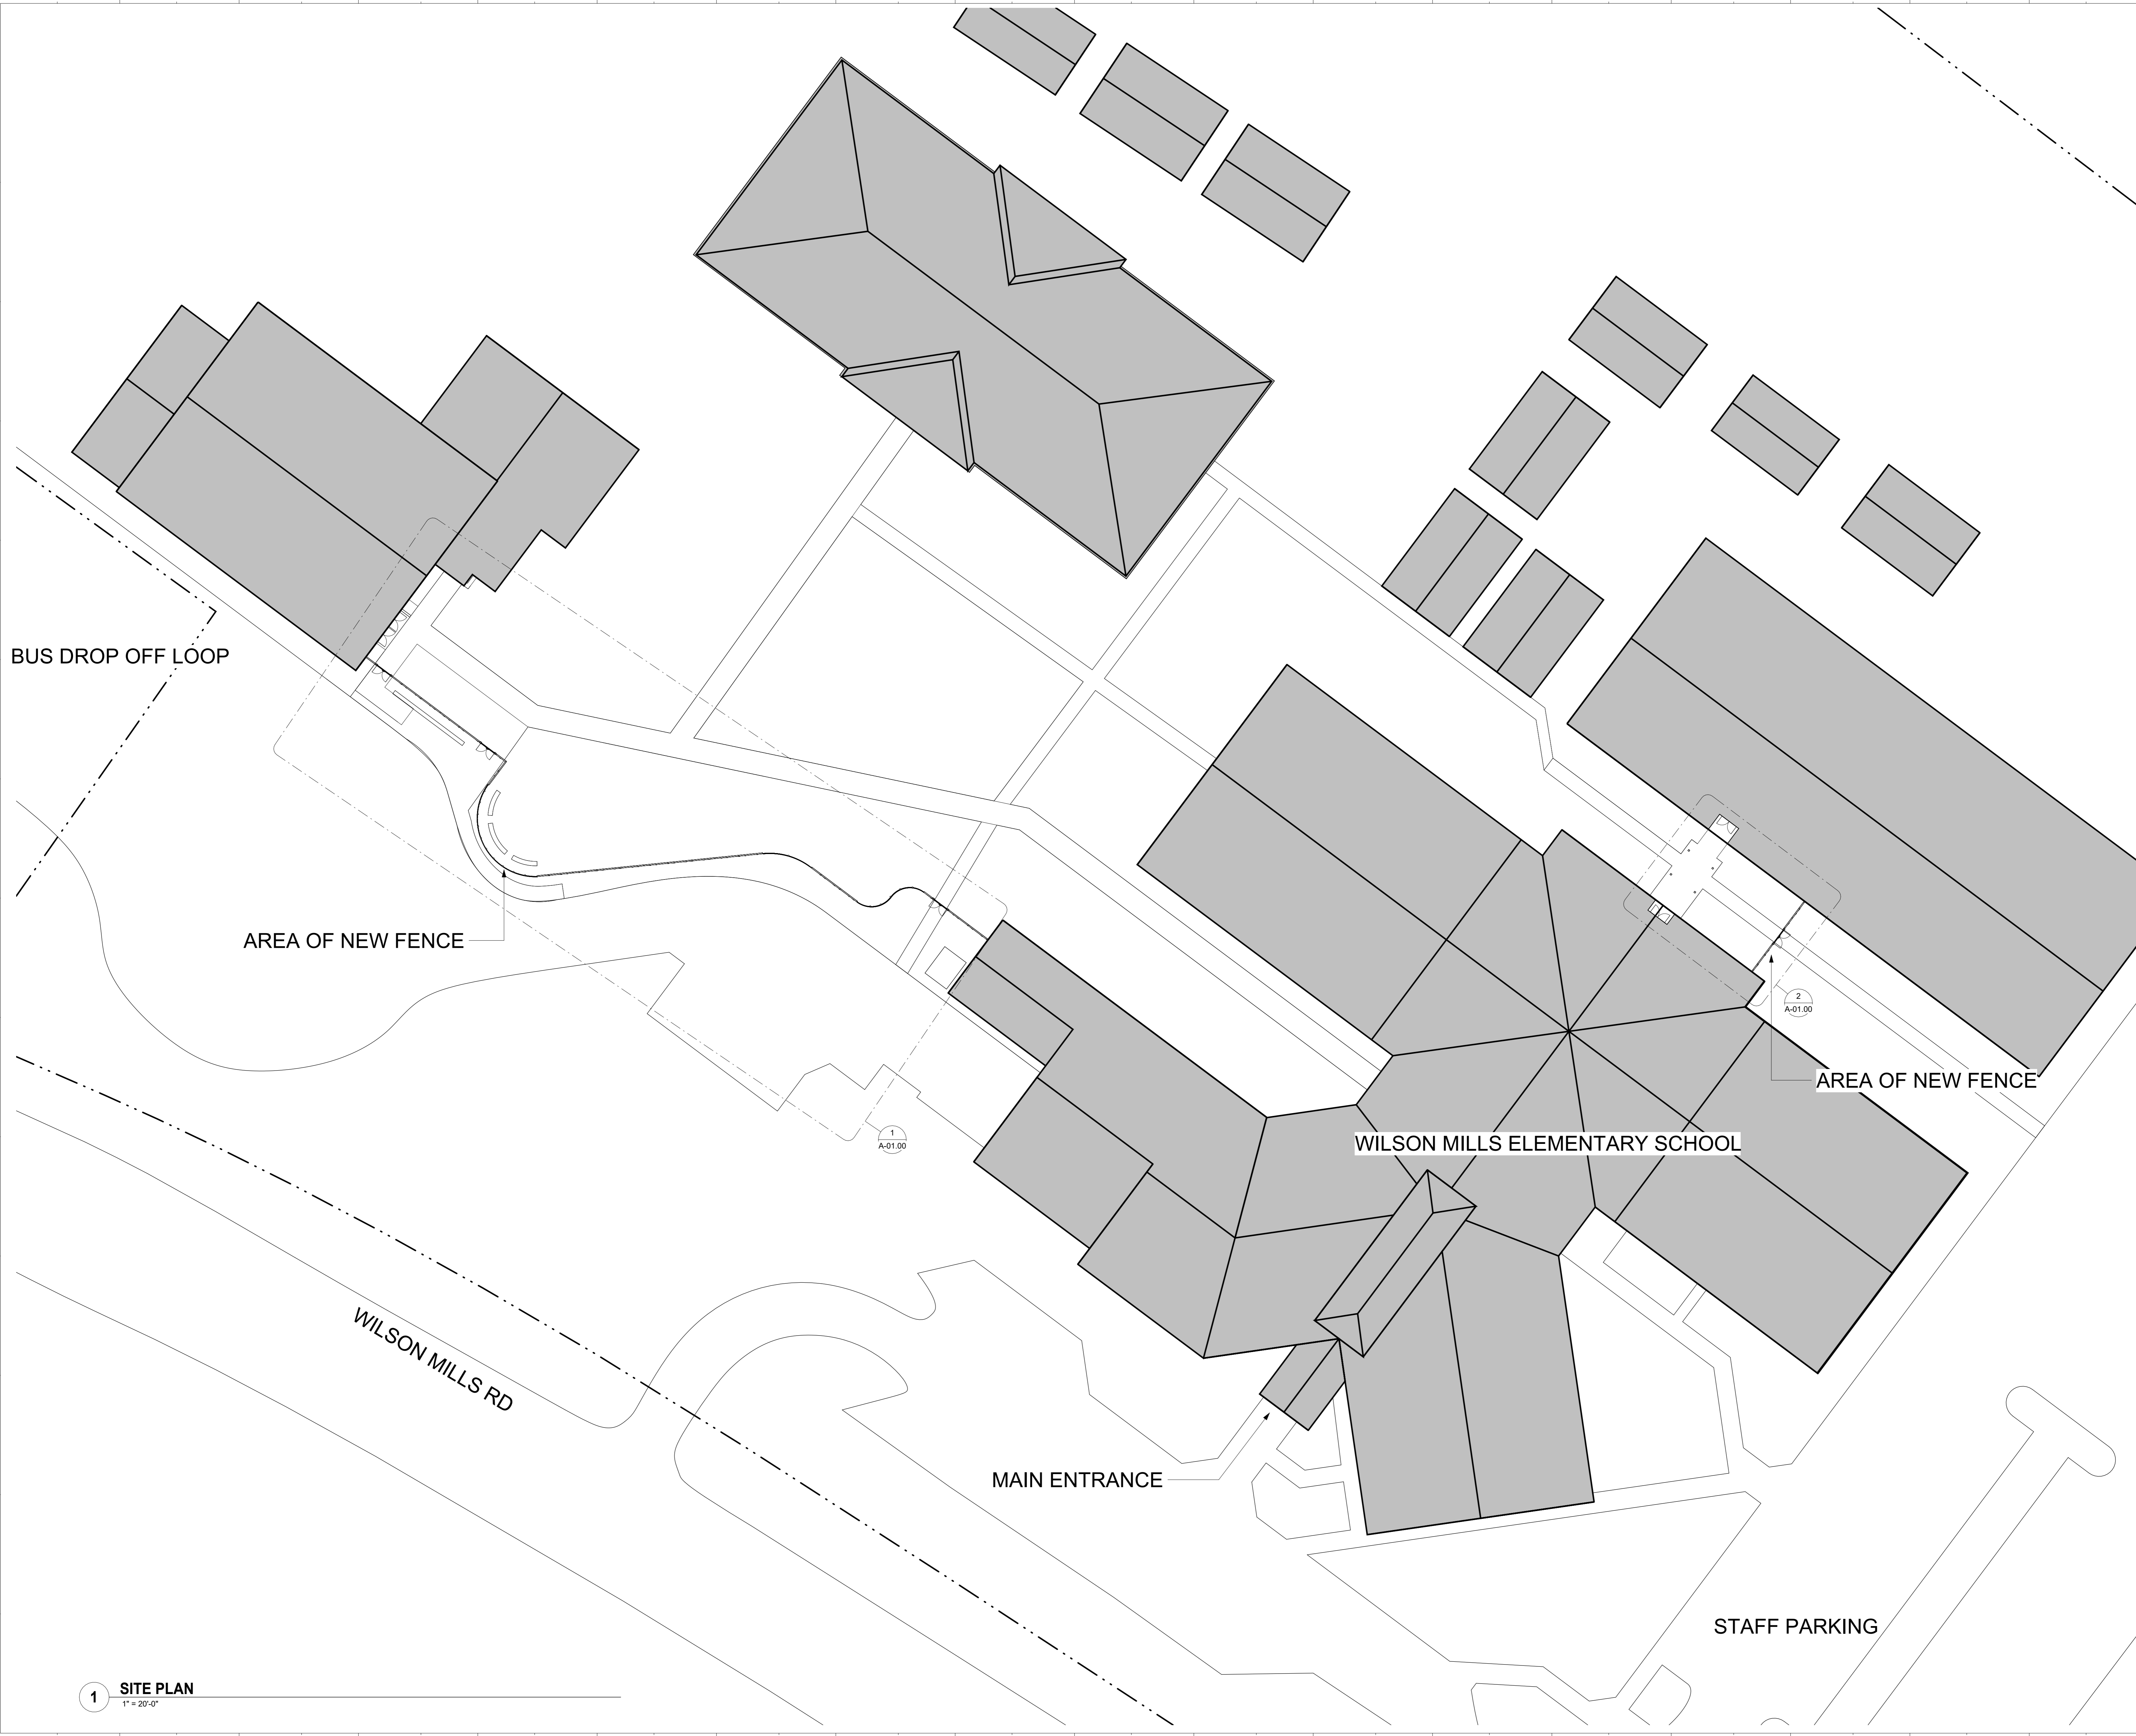 BUS DROP OFF LOOP
AREA OF NEW FENCE
2
A-01.00
AREA OF NEW FENCE
1
A-01.00
WILSON MILLS ELEMENTARY SCHOOL
WILSON MILLS RD
MAIN ENTRANCE
STAFF PARKING
1
SITE PLAN
1" = 20'-0"